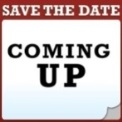 SAVE THE DATE
COMING
UP